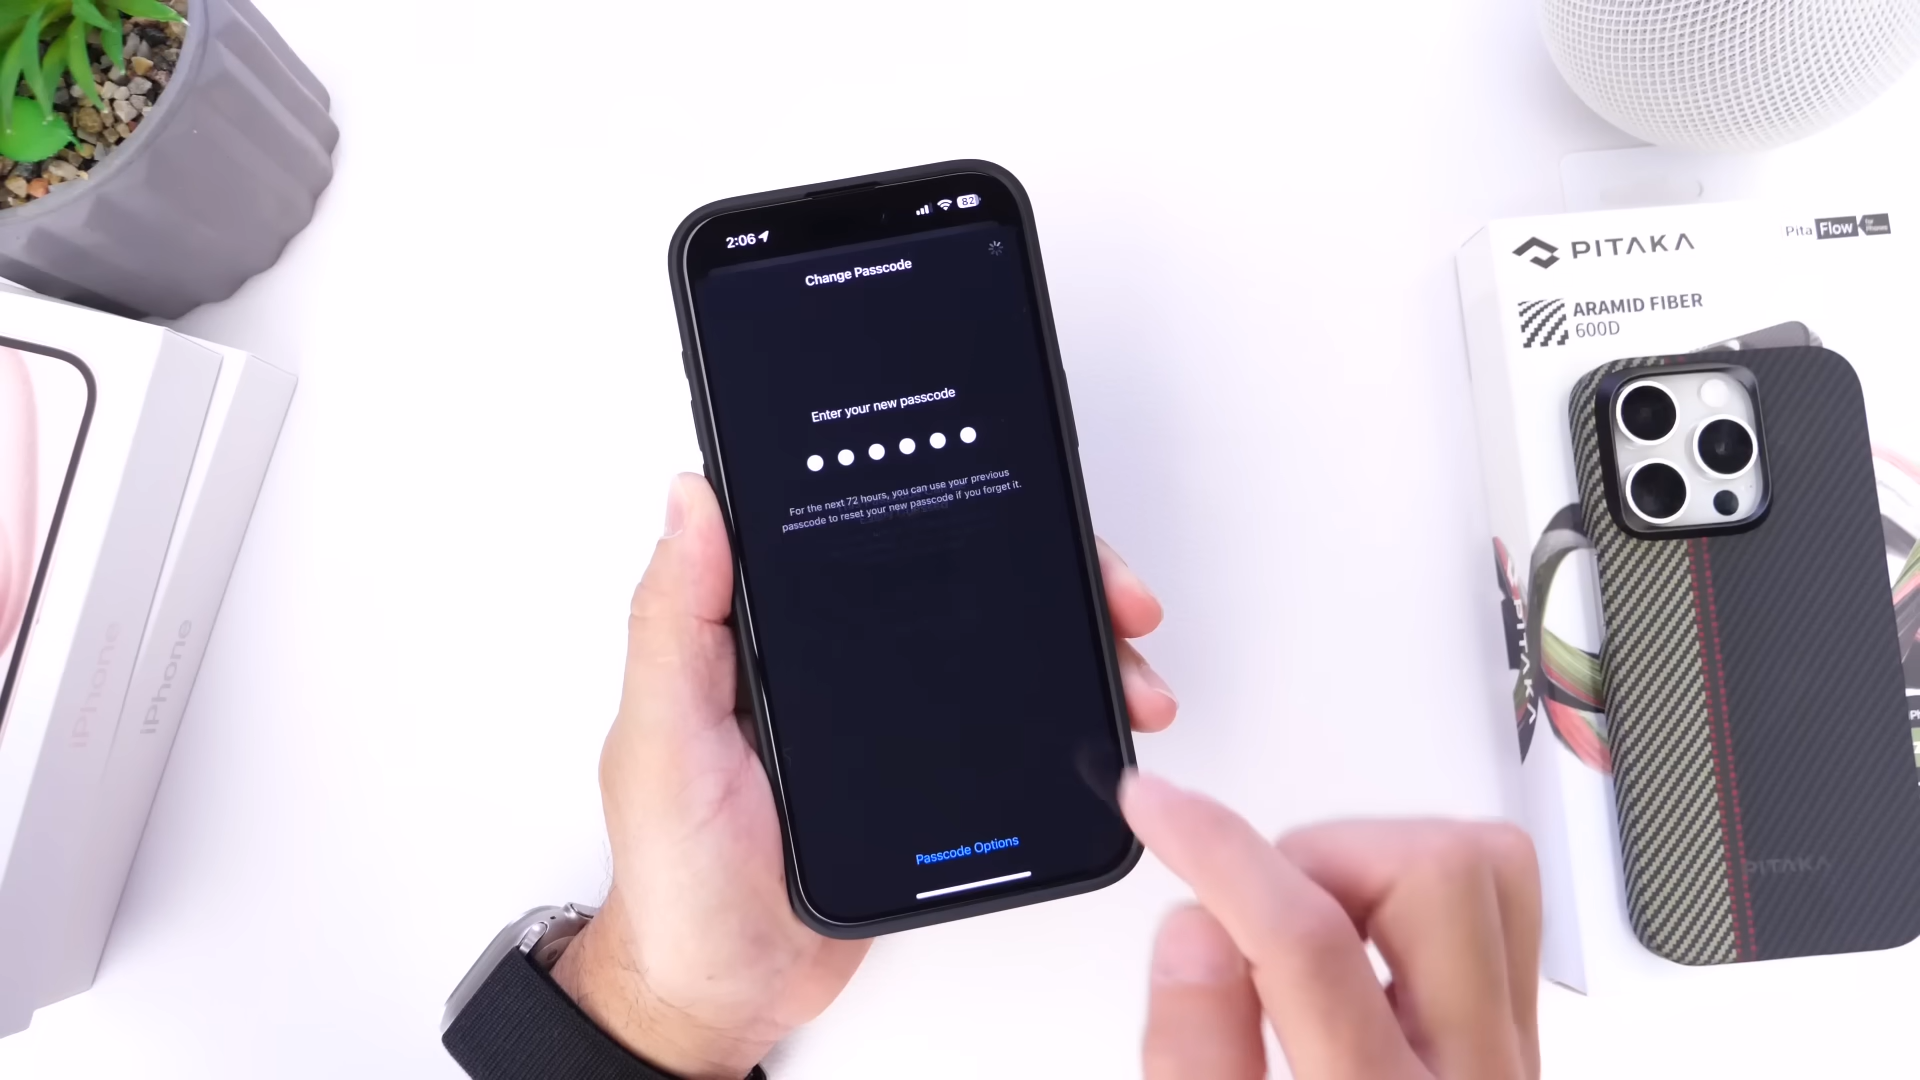 2:06
82
Change Passcode
Enter your new passcode
For the next 72 hours, you can use your previous
passcode to reset your new passcode if you forget it.
Passcode Options
iPhone
iPhone
PITAKA
Pita Flow
ARAMID FIBER
600D
PITAKA
PITAKA